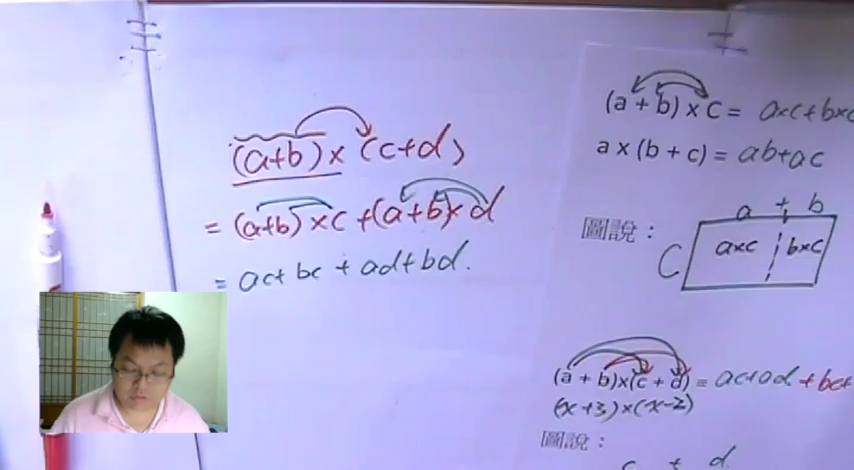 (a+b)×(c+d)
=(a+b)×c+(a+b)×d
=ac+bc+ad+bd.
(a+b)×c= a×c+b×c
a×(b+c)=ab+ac
圖說：
a + b
c
a×c b×c
(a+b)×(c+d)=ac+ad+bc+
(x+3)×(x-2)
圖說：
c + d